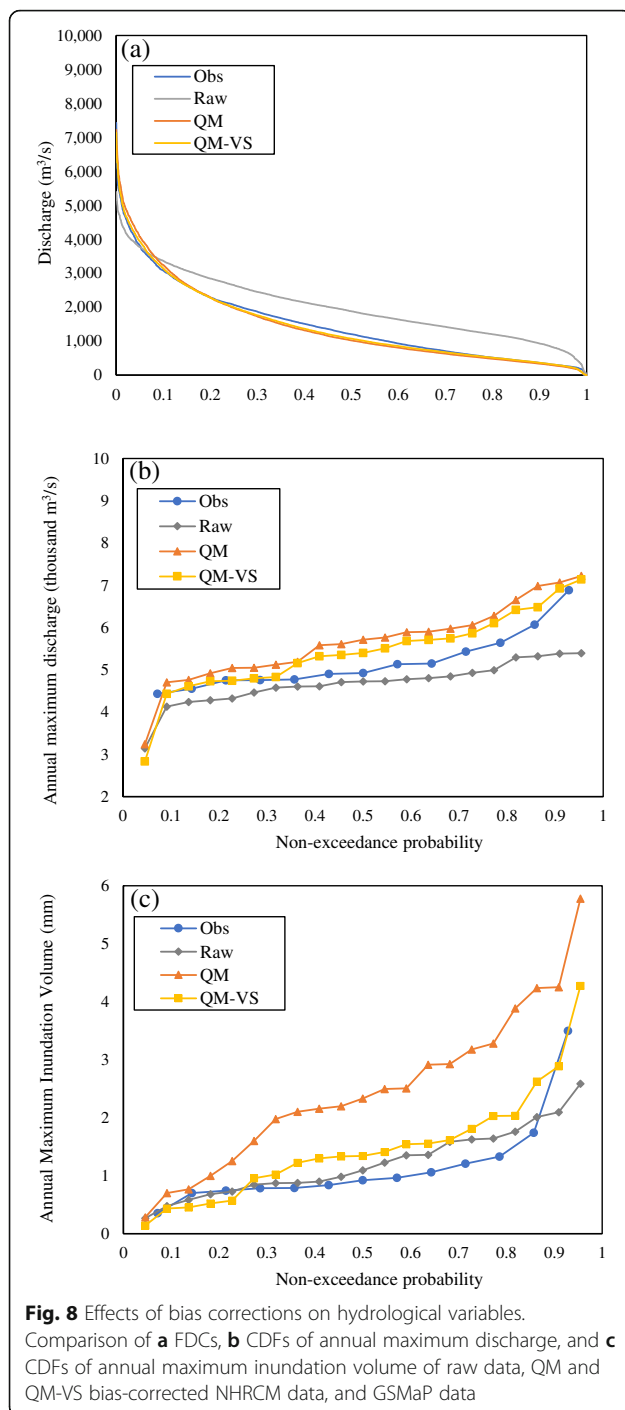 (a)
10,000
9,000
8,000
7,000
6,000
5,000
4,000
3,000
2,000
1,000
0
Discharge (m³/s)
Obs
Raw
QM
QM-VS
0 0.1 0.2 0.3 0.4 0.5 0.6 0.7 0.8 0.9 1
(b)
10
9
8
7
6
5
4
3
2
Annual maximum discharge (thousand m³/s)
Obs
Raw
QM
QM-VS
0 0.1 0.2 0.3 0.4 0.5 0.6 0.7 0.8 0.9 1
Non-exceedance probability
(c)
6
5
4
3
2
1
0
Annual Maximum Inundation Volume (mm)
Obs
Raw
QM
QM-VS
0 0.1 0.2 0.3 0.4 0.5 0.6 0.7 0.8 0.9 1
Non-exceedance probability
Fig. 8 Effects of bias corrections on hydrological variables.
Comparison of a FDCs, b CDFs of annual maximum discharge, and c
CDFs of annual maximum inundation volume of raw data, QM and
QM-VS bias-corrected NHRCM data, and GSMaP data